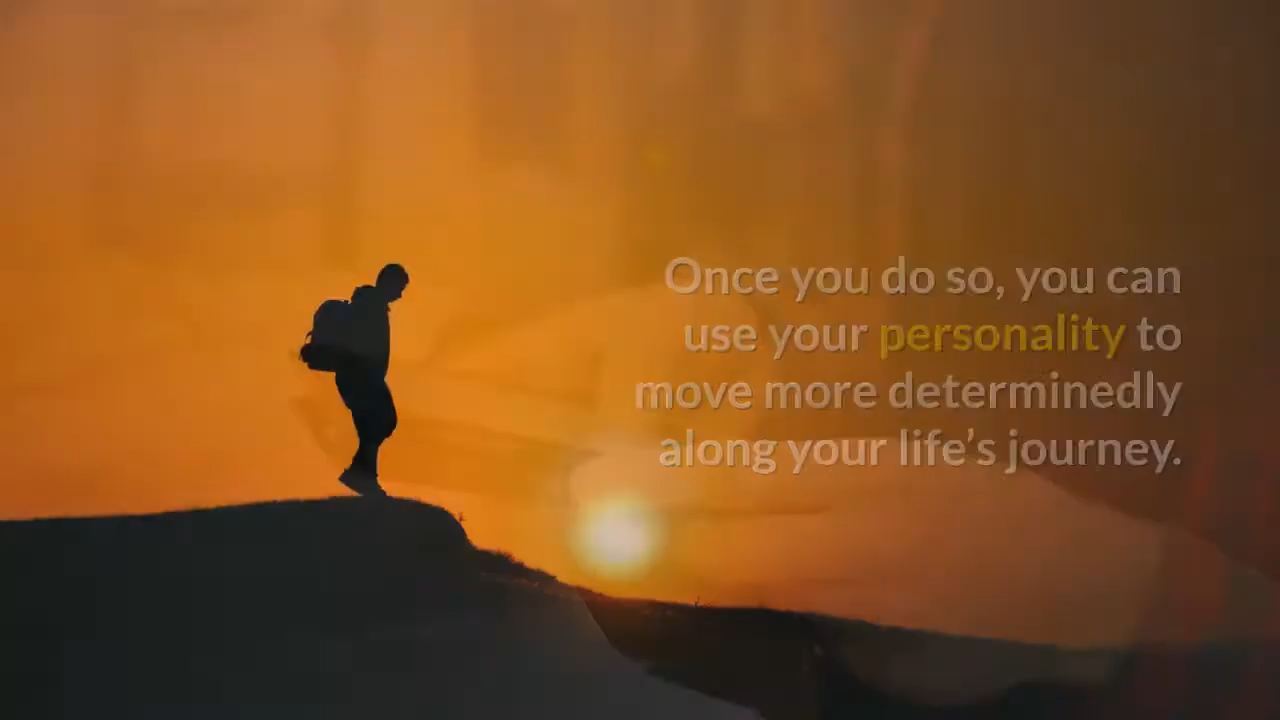 Once you do so, you can
use your personality to
move more determinedly
along your life’s journey.